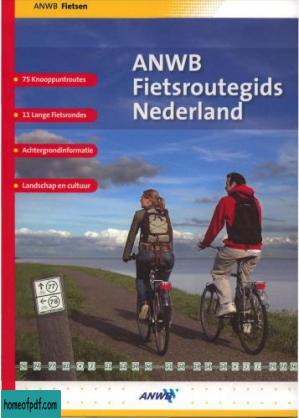 ANWB Fietsen
ANWB
Fietsroutegids
Nederland
75 Knooppuntroutes
11 Lange Fietsrondes
Achtergrondinformatie
Landschap en cultuur
77
78
ANWB
homeofpdf.com